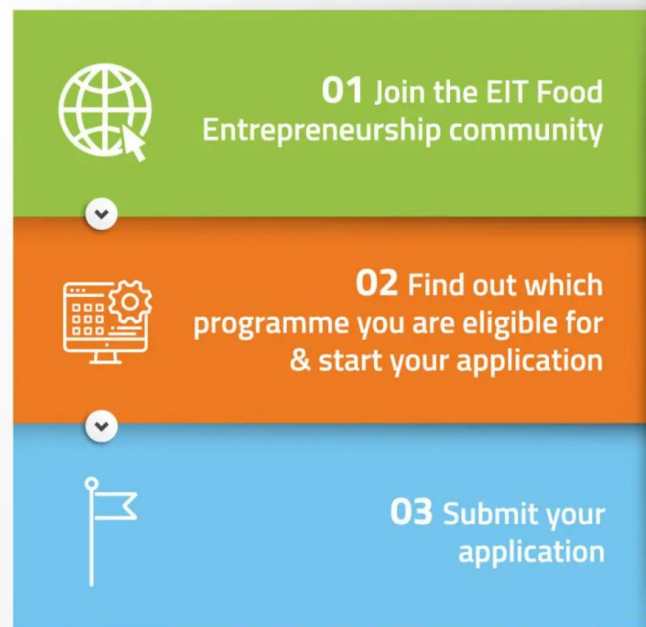 01 Join the EIT Food
Entrepreneurship community
02 Find out which
programme you are eligible for
& start your application
03 Submit your
application